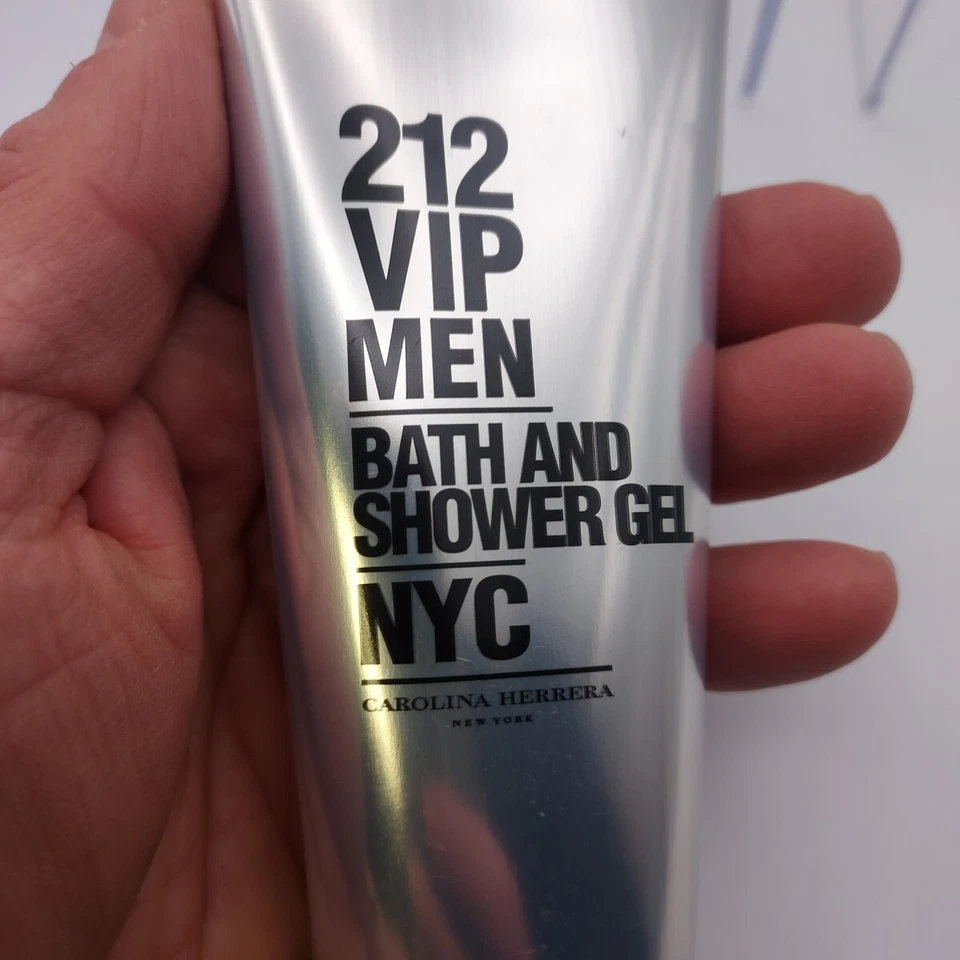 212
VIP
MEN
BATH AND
SHOWER GEL
NYC
CAROLINA HERRERA
NEW YORK